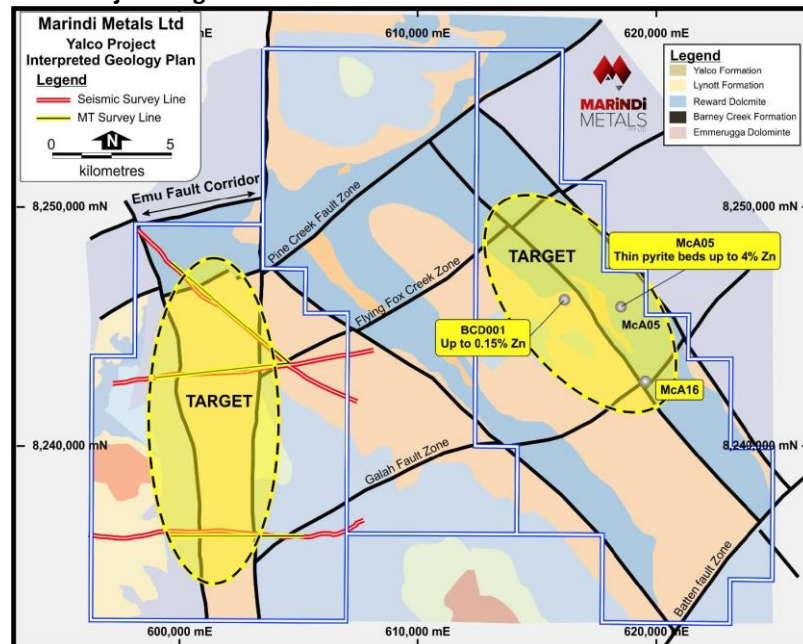 Marindi Metals Ltd
Yalco Project
Interpreted Geology Plan
Legend
Seismic Survey Line
MT Survey Line
N
0 5
kilometres
610,000 mE
620,000 mE
MARiNDi
METALS
Legend
Yalco Formation
Lynott Formation
Reward Dolcmite
Barney Creek Formation
Emmerugga Dolominte
Emu Fault Corridor
8,250,000 mN
8,250,000 mN
Pine Creek Fault Zone
Flying Fox Creek Zone
TARGET
McA05
Thin pyrite beds up to 4% Zn
McA05
BCD001
Up to 0.15% Zn
McA16
TARGET
8,240,000 mN
8,240,000 mN
Galah Fault Zone
Batten fault Zone
600,000 mE
610,000 mE
620,000 mE